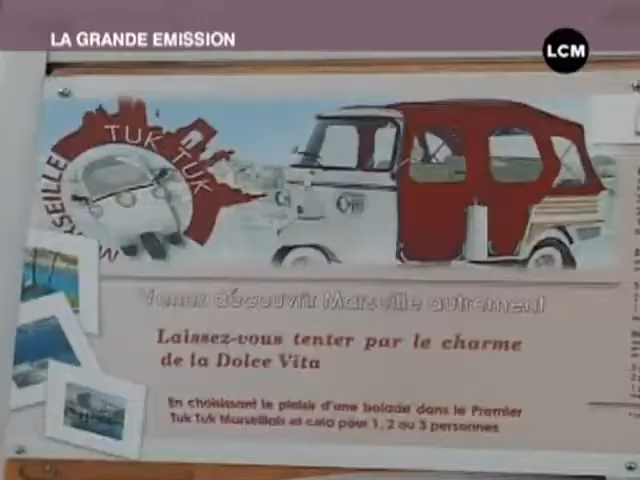 LA GRANDE EMISSION
LCM
TUK TUK
MARSEILLE
Venez découvrir Marseille autrement
Laissez-vous tenter par le charme
de la Dolce Vita
En choisissant le plaisir d'une balade dans le Premier
Tuk Tuk Marseillais et cela pour 1, 2 ou 3 personnes